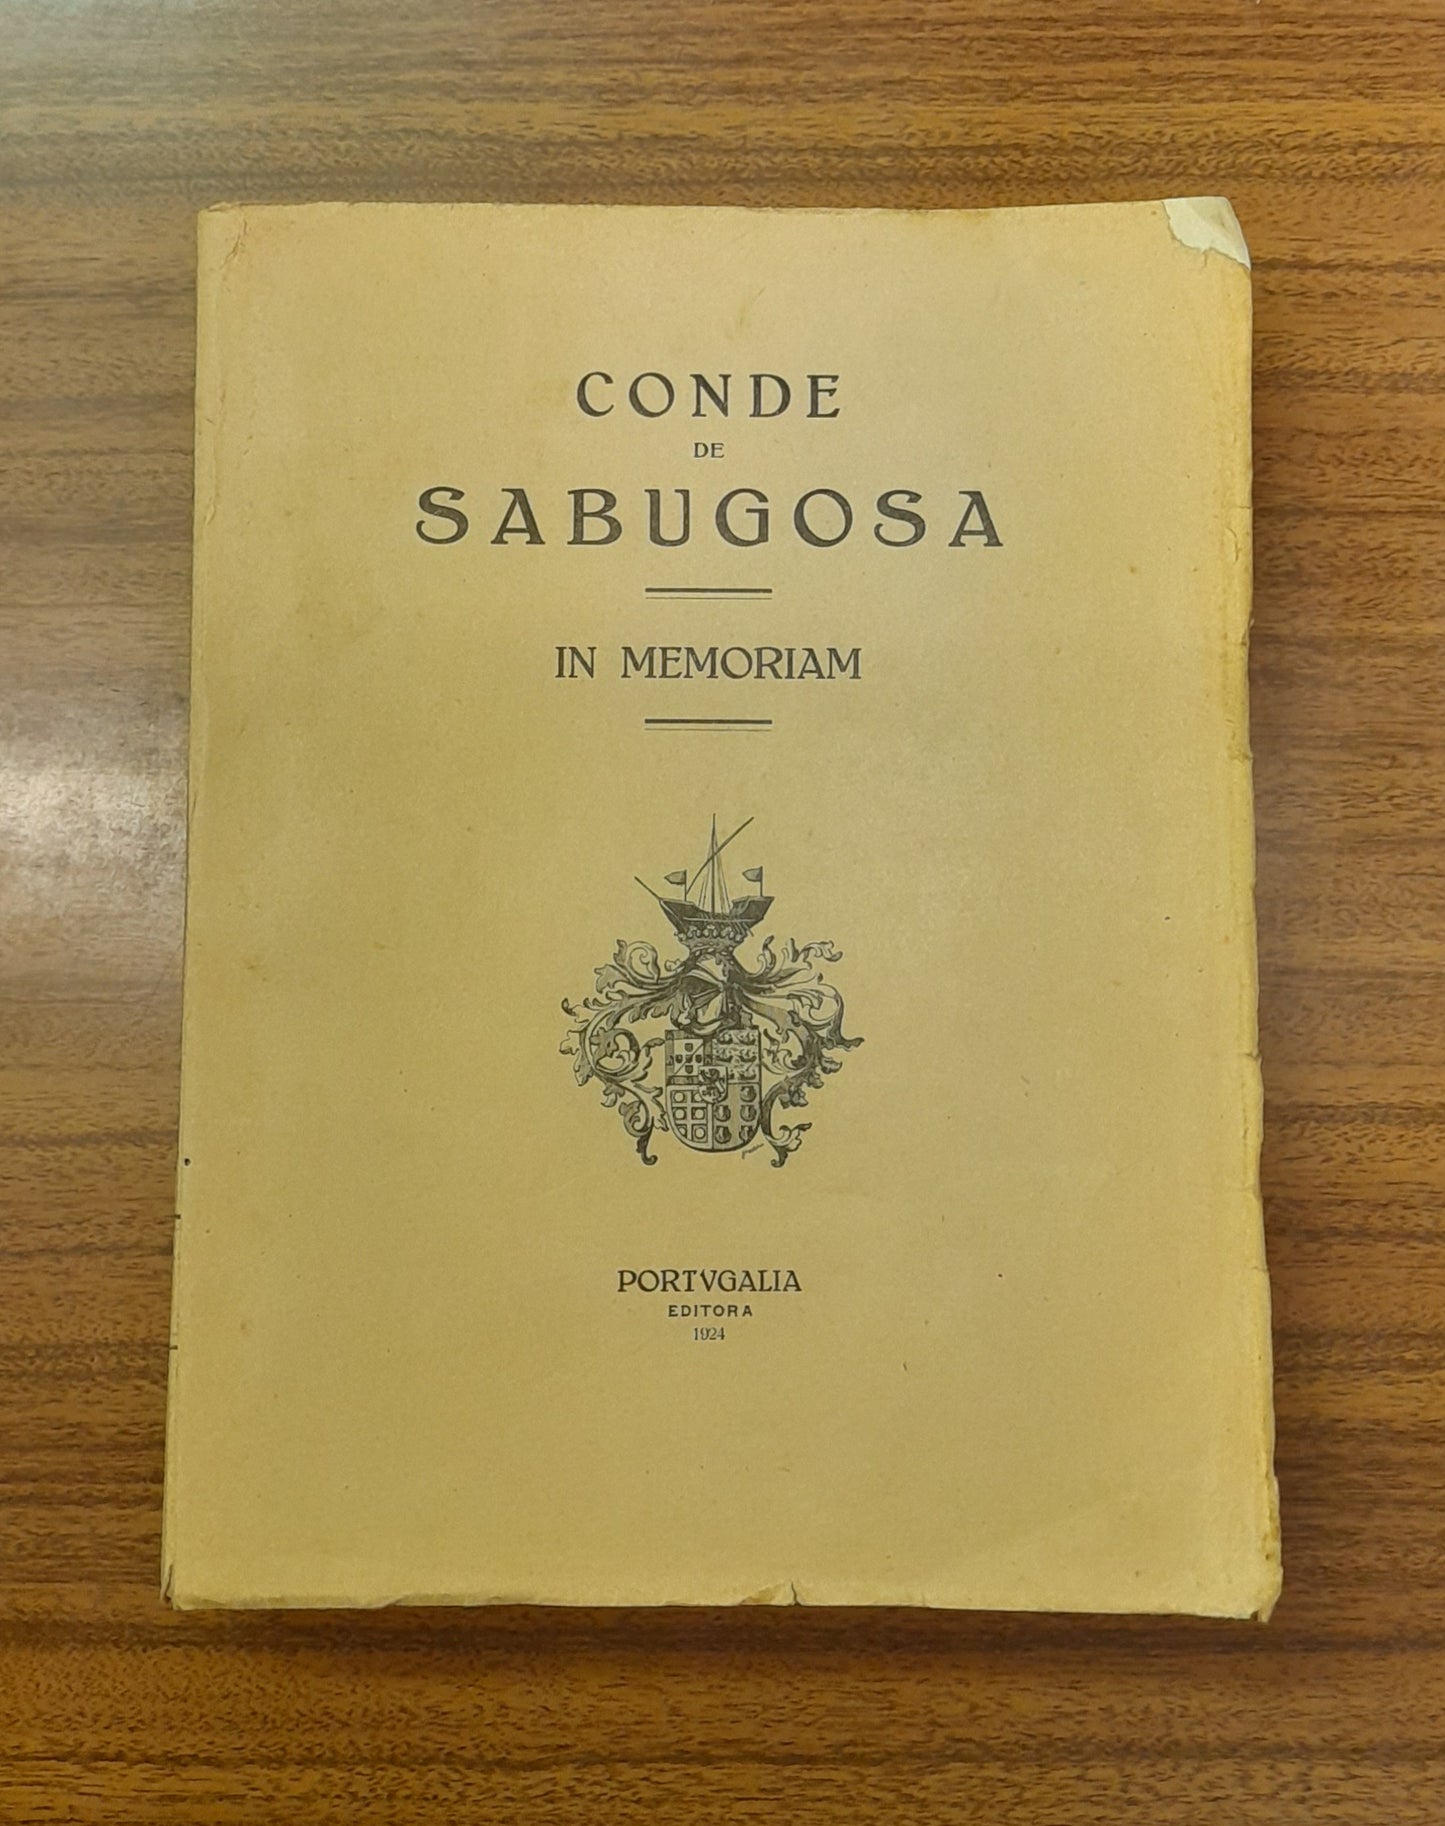 CONDE
DE
SABUGOSA
IN MEMORIAM
PORTVGALIA
EDITORA
1924